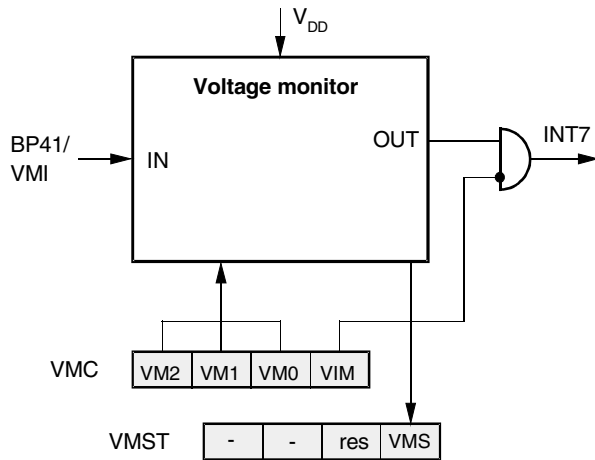 VDD
Voltage monitor
BP41/
VMI
IN
OUT
INT7
VMC
VM2 VM1 VM0 VIM
VMST
- - res VMS